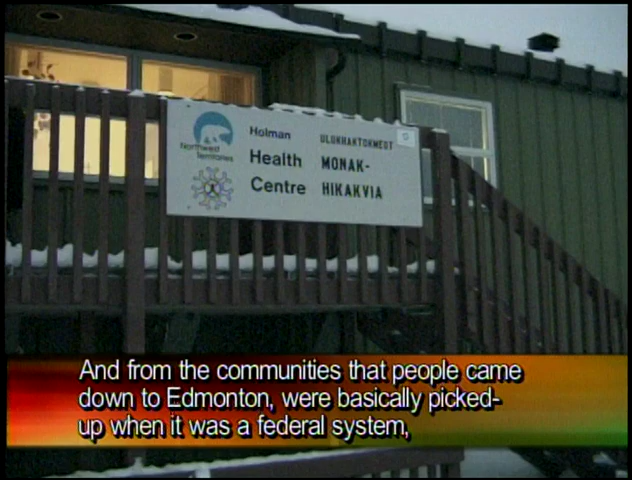 Northwest
Territories
Holman
Health
Centre
ULUKHAKTOKMEOT
MONAK-
HIKAKVIA
And from the communities that people came
down to Edmonton, were basically picked-
up when it was a federal system,